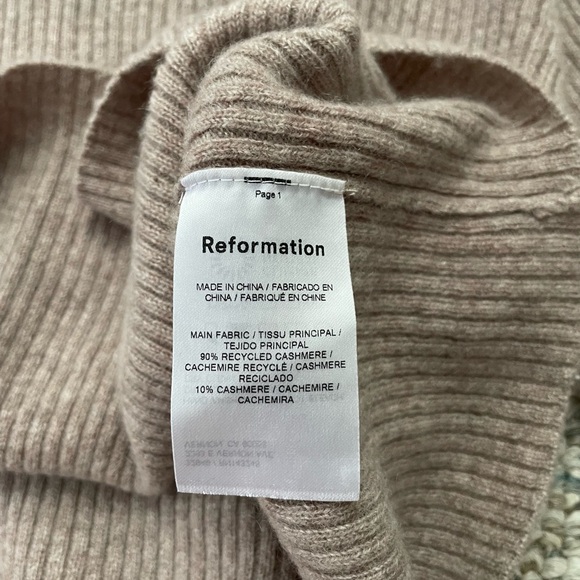 Page 1
Reformation
MADE IN CHINA / FABRICADO EN
CHINA / FABRIQUÉ EN CHINE
MAIN FABRIC / TISSU PRINCIPAL /
TEJIDO PRINCIPAL
90% RECYCLED CASHMERE /
CACHEMIRE RECYCLÉ / CASHMERE
RECICLADO
10% CASHMERE / CACHEMIRE /
CACHEMIRA